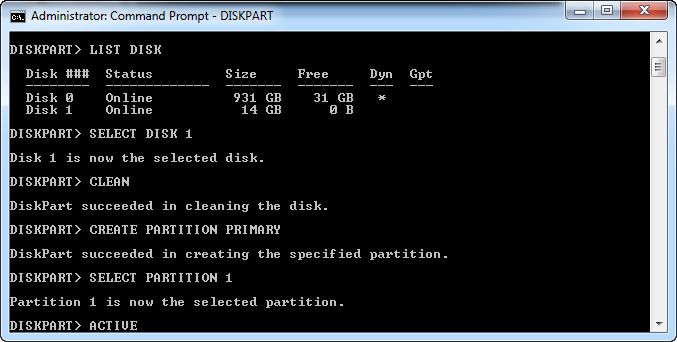 Administrator: Command Prompt - DISKPART
DISKPART> LIST DISK
Disk ###  Status         Size     Free     Dyn  Gpt
--------  -------------  -------  -------  ---  ---
Disk 0    Online          931 GB    31 GB   *
Disk 1    Online           14 GB      0 B
DISKPART> SELECT DISK 1
Disk 1 is now the selected disk.
DISKPART> CLEAN
DiskPart succeeded in cleaning the disk.
DISKPART> CREATE PARTITION PRIMARY
DiskPart succeeded in creating the specified partition.
DISKPART> SELECT PARTITION 1
Partition 1 is now the selected partition.
DISKPART> ACTIVE